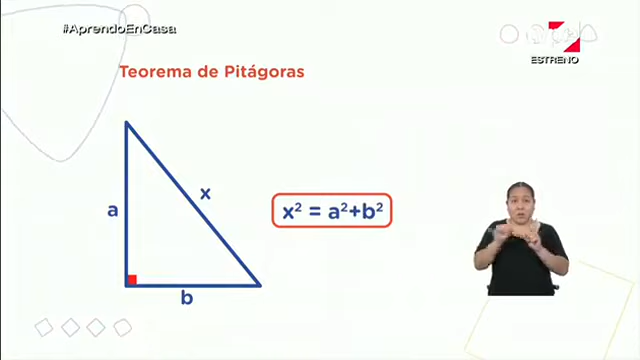 #AprendoEnCasa
ESTRENO
Teorema de Pitágoras
a
x
x² = a²+b²
b